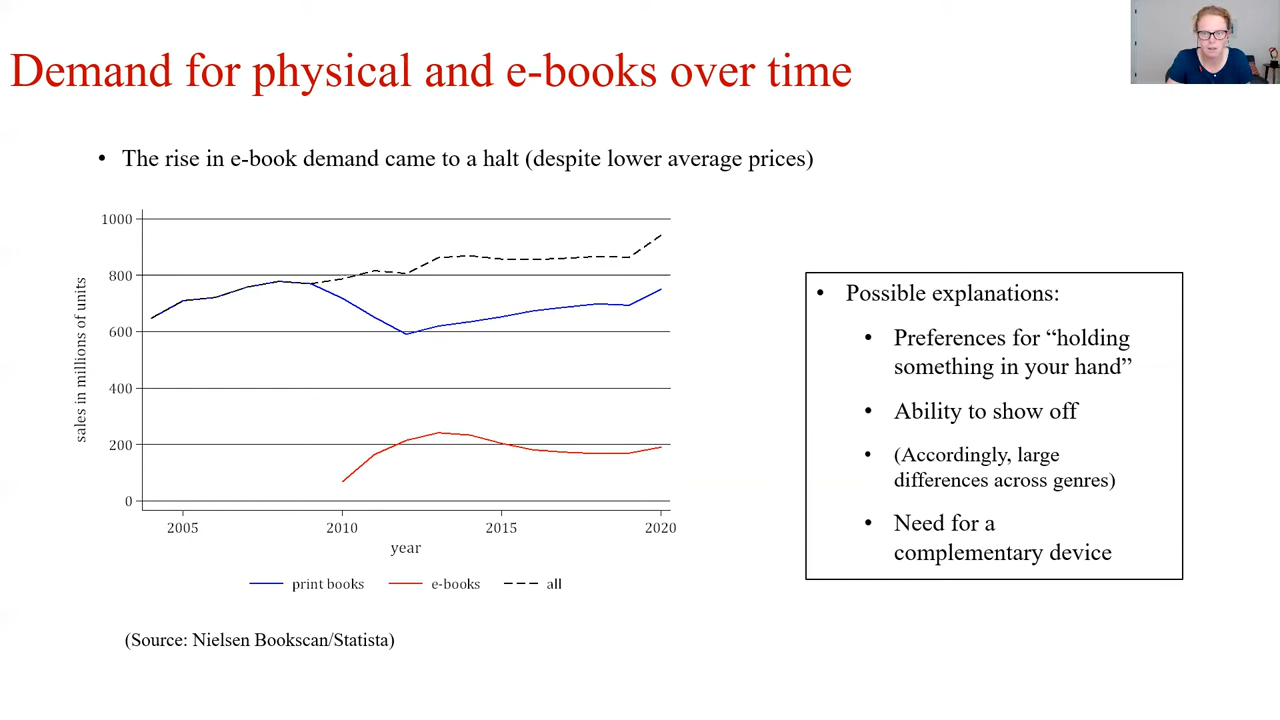 Demand for physical and e-books over time
• The rise in e-book demand came to a halt (despite lower average prices)
sales in millions of units
1000
800
600
400
200
0
2005 2010 2015 2020
year
print books e-books all
(Source: Nielsen Bookscan/Statista)
• Possible explanations:
• Preferences for “holding
something in your hand”
• Ability to show off
• (Accordingly, large
differences across genres)
• Need for a
complementary device